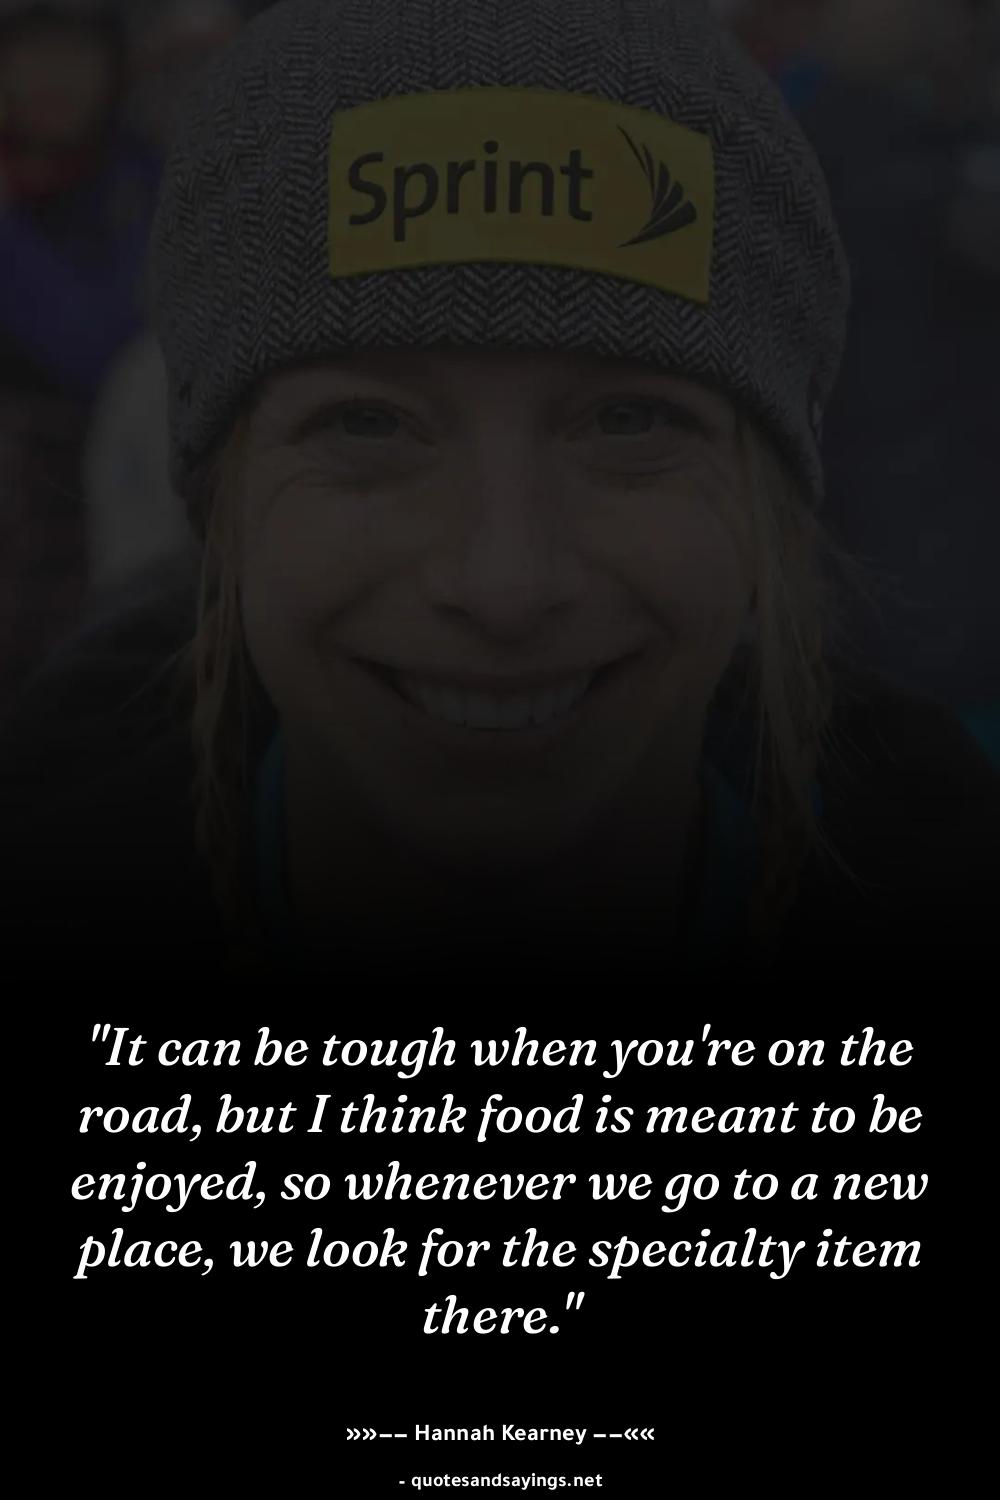 Sprint
"It can be tough when you're on the
road, but I think food is meant to be
enjoyed, so whenever we go to a new
place, we look for the specialty item
there."
»»−− Hannah Kearney −−««
- quotesandsayings.net